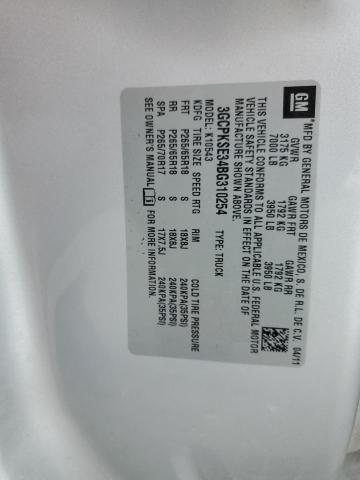 GM
MFD BY GENERAL MOTORS DE MEXICO, S. DE R.L. DE C.V. 04/11
GVWR GAWR FRT GAWR RR
3175 KG 1792 KG 1792 KG
7000 LB 3950 LB 3950 LB
THIS VEHICLE CONFORMS TO ALL APPLICABLE U.S. FEDERAL MOTOR
VEHICLE SAFETY STANDARDS IN EFFECT ON THE DATE OF
MANUFACTURE SHOWN ABOVE.
3GCPKSE34BG310254 TYPE: TRUCK
MODEL: K10543
KDFG TIRE SIZE SPEED RTG RIM COLD TIRE PRESSURE
FRT P265/65R18 S 18X8J 240KPA(35PSI)
RR P265/65R18 S 18X8J 240KPA(35PSI)
SPA P265/70R17 S 17X7.5J 240KPA(35PSI)
SEE OWNER'S MANUAL